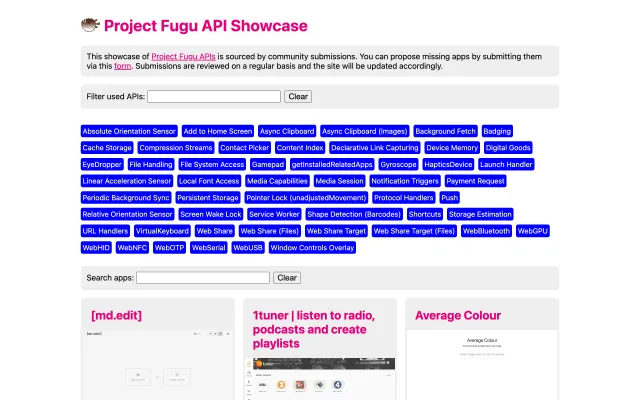 Project Fugu API Showcase
This showcase of Project Fugu APIs is sourced by community submissions. You can propose missing apps by submitting them
via this form. Submissions are reviewed on a regular basis and the site will be updated accordingly.
Filter used APIs: Clear
Absolute Orientation Sensor Add to Home Screen Async Clipboard Async Clipboard (Images) Background Fetch Badging
Cache Storage Compression Streams Contact Picker Content Index Declarative Link Capturing Device Memory Digital Goods
EyeDropper File Handling File System Access Gamepad getInstalledRelatedApps Gyroscope HapticsDevice Launch Handler
Linear Acceleration Sensor Local Font Access Media Capabilities Media Session Notification Triggers Payment Request
Periodic Background Sync Persistent Storage Pointer Lock (unadjustedMovement) Protocol Handlers Push
Relative Orientation Sensor Screen Wake Lock Service Worker Shape Detection (Barcodes) Shortcuts Storage Estimation
URL Handlers VirtualKeyboard Web Share Web Share (Files) Web Share Target Web Share Target (Files) WebBluetooth WebGPU
WebHID WebNFC WebOTP WebSerial WebUSB Window Controls Overlay
Search apps: Clear
[md.edit]
[md.edit]
1tuner | listen to radio,
podcasts and create
playlists
1tuner
Average Colour
Average Colour